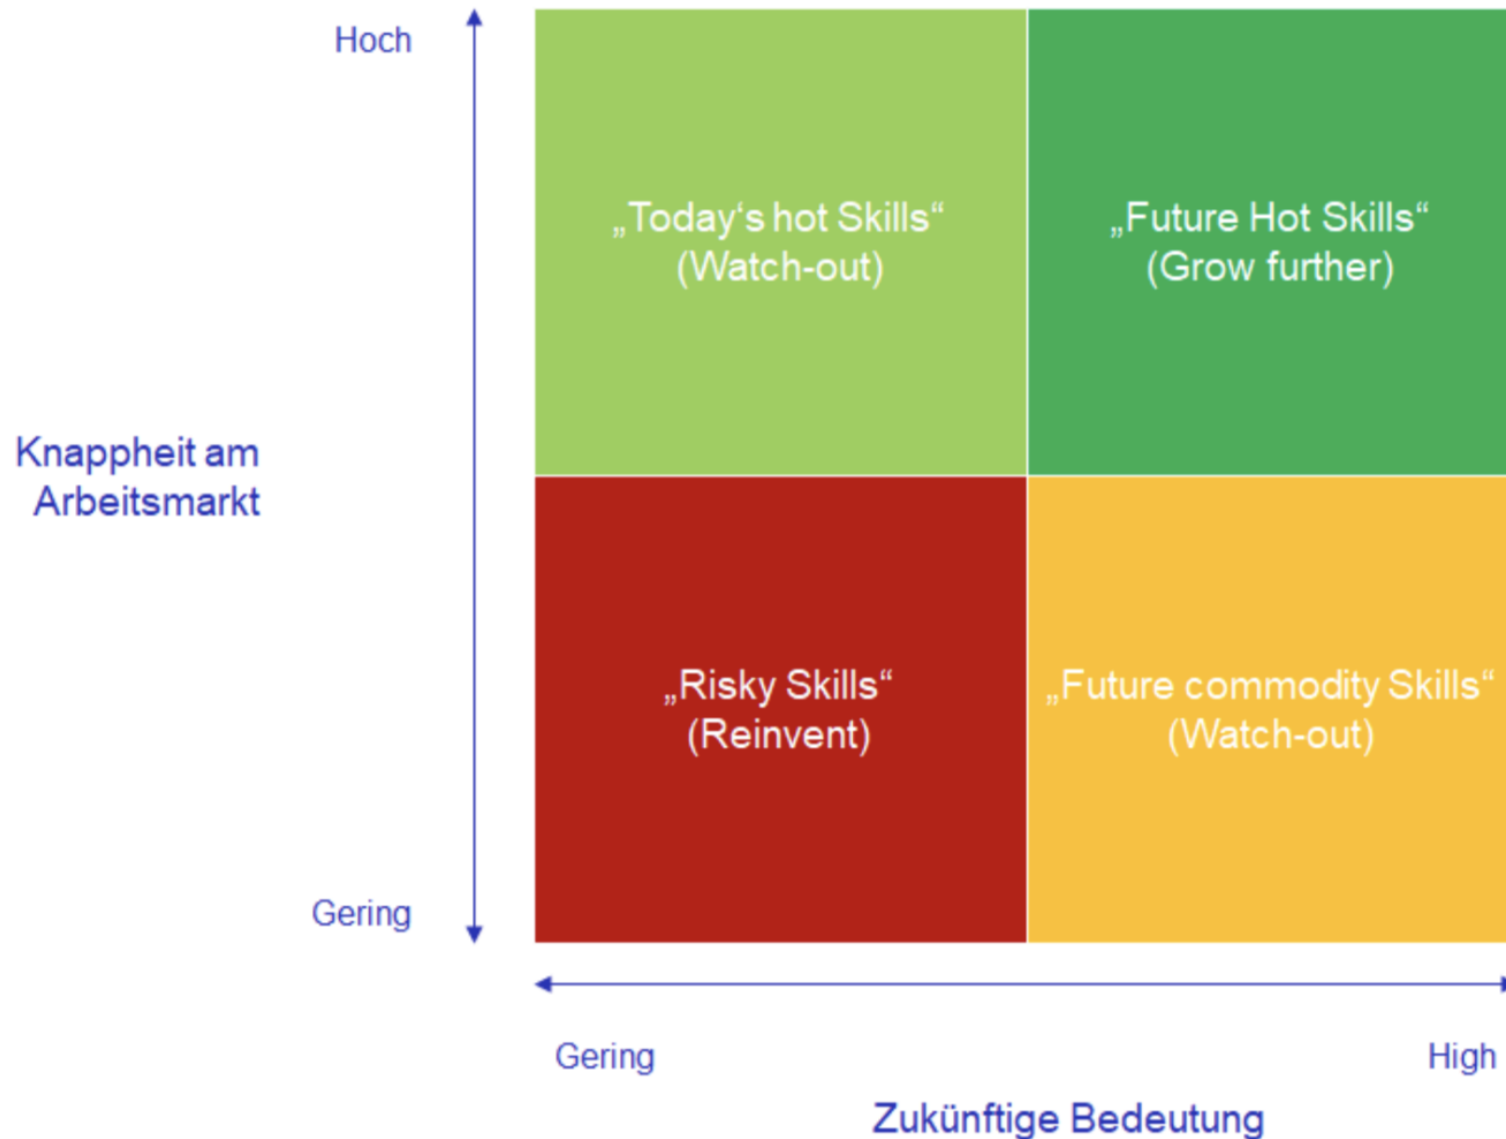 Hoch
„Today‘s hot Skills“
(Watch-out)
„Future Hot Skills“
(Grow further)
Knappheit am
Arbeitsmarkt
„Risky Skills“
(Reinvent)
„Future commodity Skills“
(Watch-out)
Gering
Gering
High
Zukünftige Bedeutung